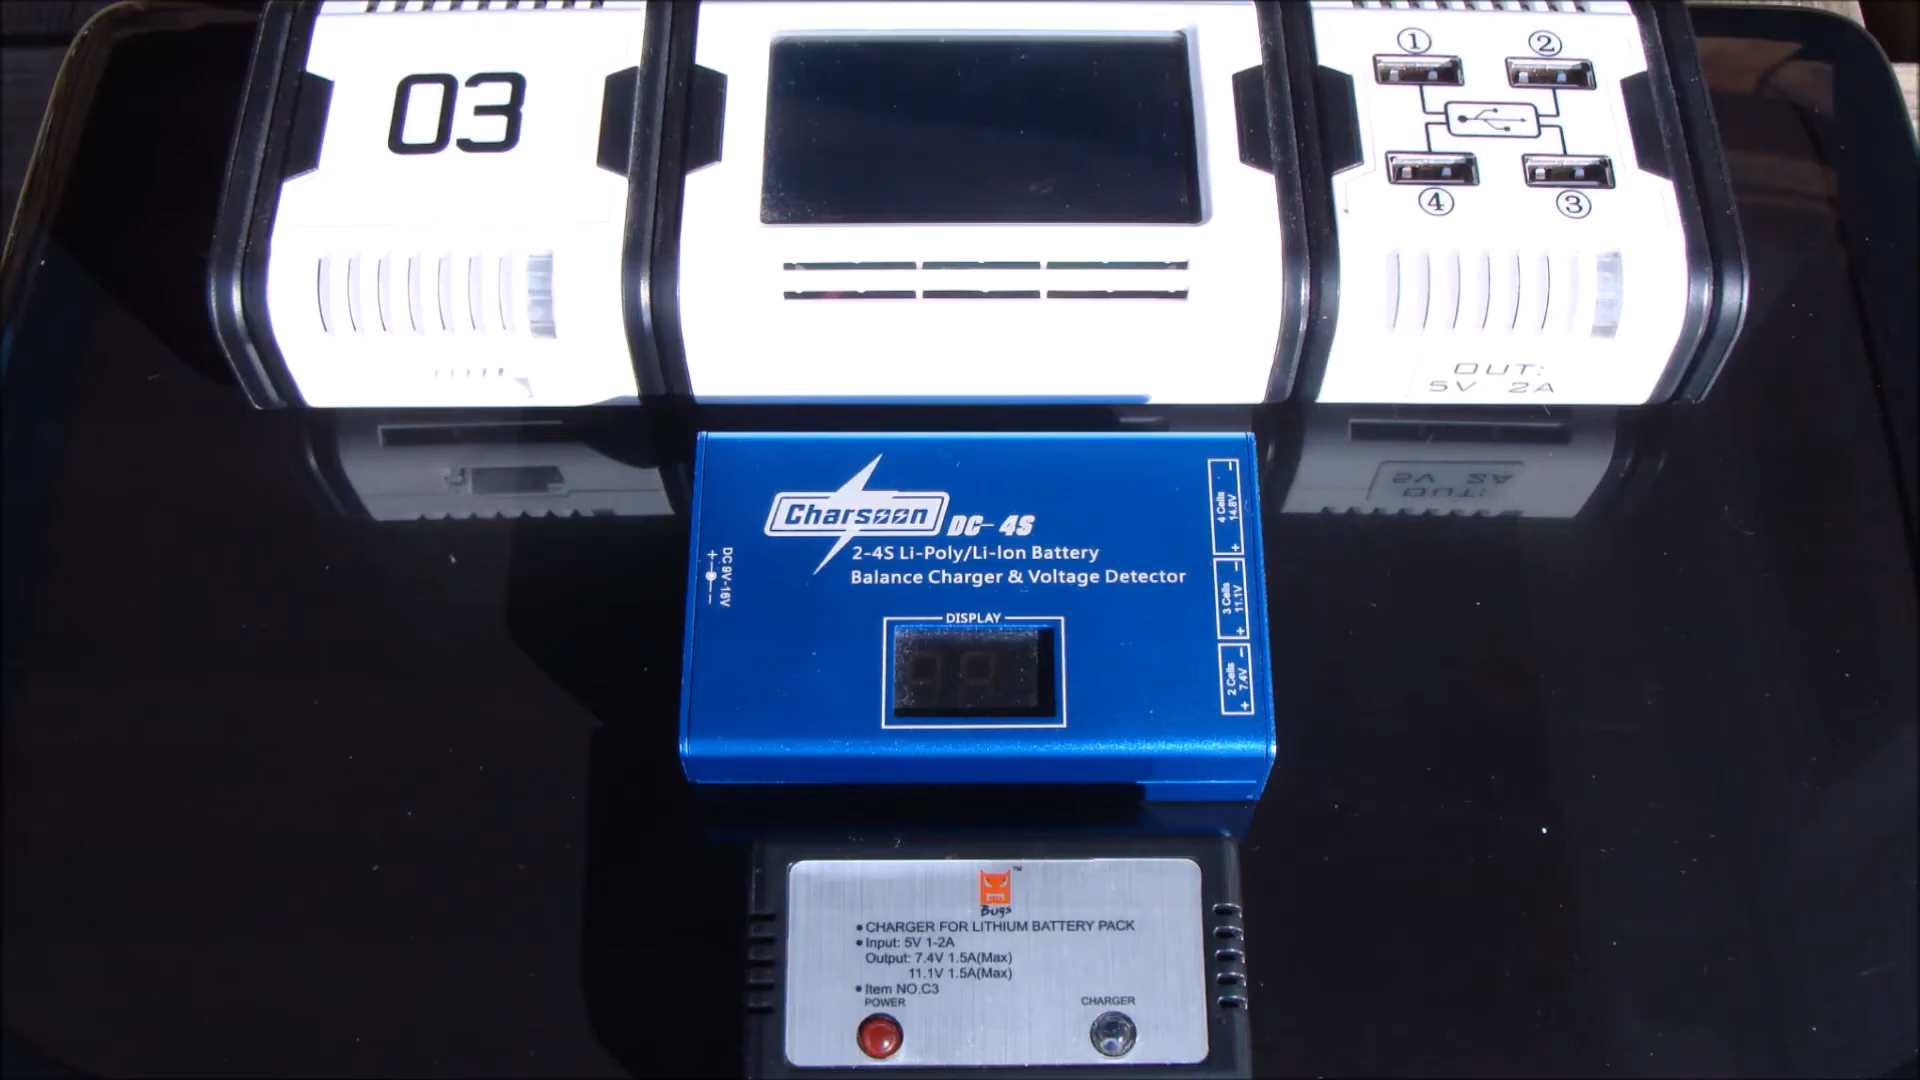 03
① ②
④ ③
OUT:
5V 2A
Charsoon DC-4S
2-4S Li-Poly/Li-Ion Battery
Balance Charger & Voltage Detector
DC 9V-16V
+ −
DISPLAY
4 Cells
14.8V
+ −
3 Cells
11.1V
+ −
2 Cells
7.4V
+ −
Bugs
TM
• CHARGER FOR LITHIUM BATTERY PACK
• Input: 5V 1-2A
Output: 7.4V 1.5A(Max)
11.1V 1.5A(Max)
• Item NO.C3
POWER CHARGER